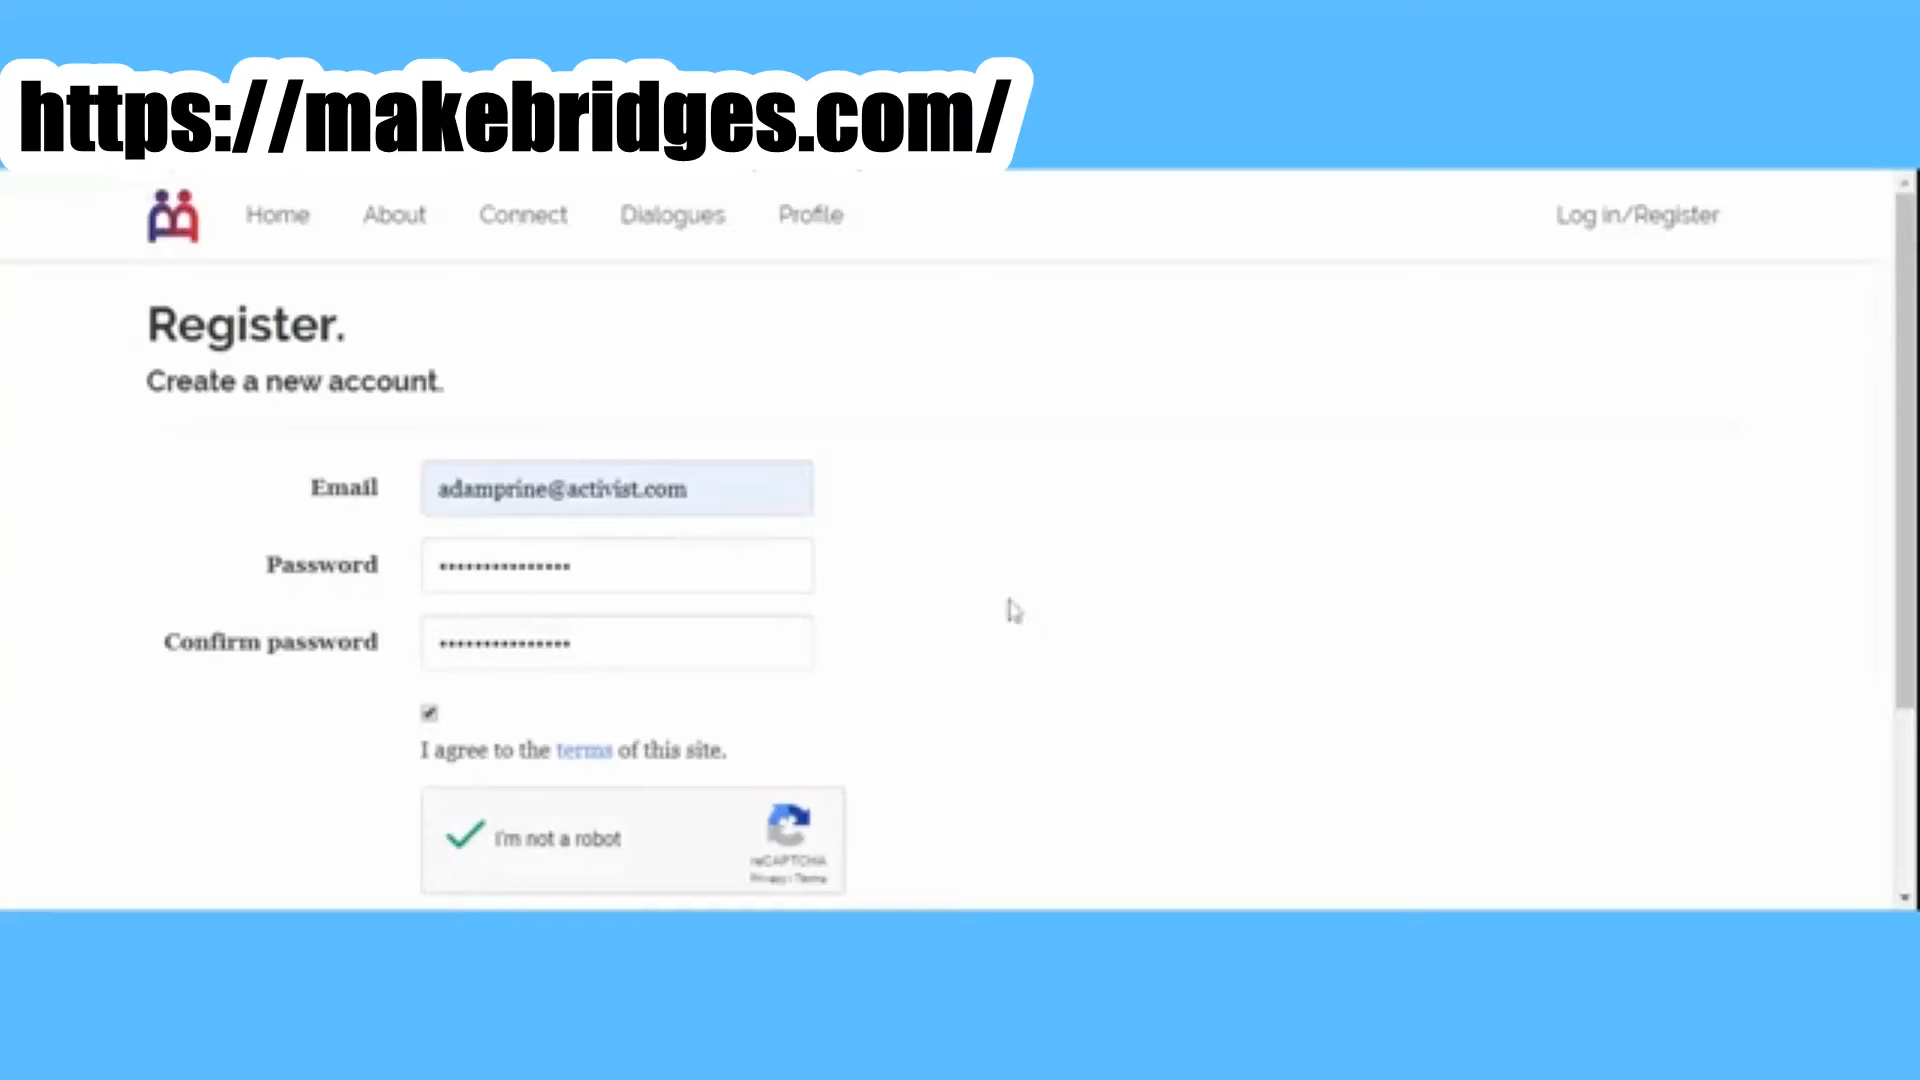 https://makebridges.com/
Home About Connect Dialogues Profile Log in/Register
Register.
Create a new account.
Email adamprine@activist.com
Password •••••••••••••••
Confirm password •••••••••••••••
I agree to the terms of this site.
I'm not a robot
reCAPTCHA
Privacy - Terms